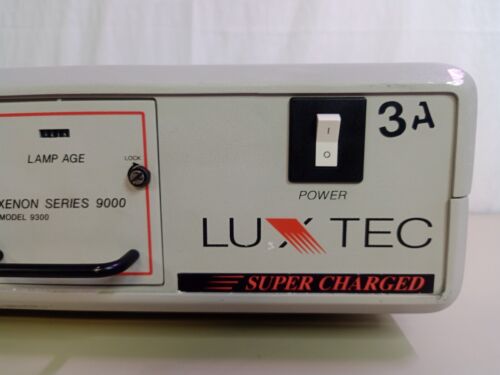 LAMP AGE
LOCK
XENON SERIES 9000
MODEL 9300
I
O
POWER
3A
LUXTEC
SUPER CHARGED